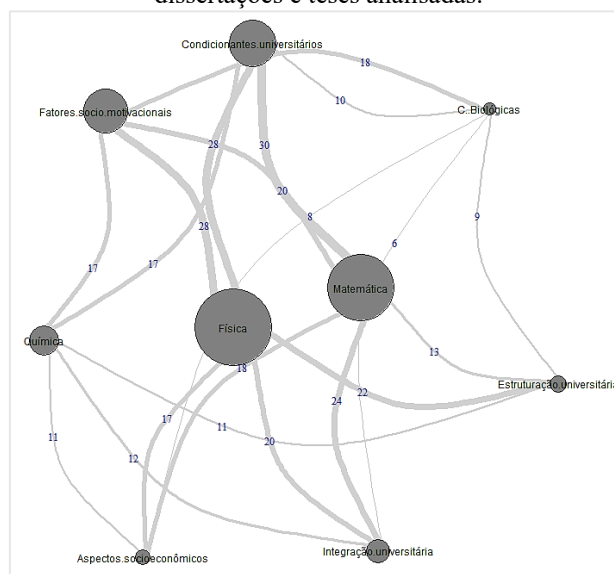 dissertações e teses analisadas.
Condicionantes.universitários
18
10
C. Biológicas
Fatores.socio.motivacionais
28
30
20
28
8
9
6
17
17
Matemática
Física
Química
13
18
22
Estruturação.universitária
24
17
11
20
11
12
Aspectos.socioeconômicos
Integração.universitária